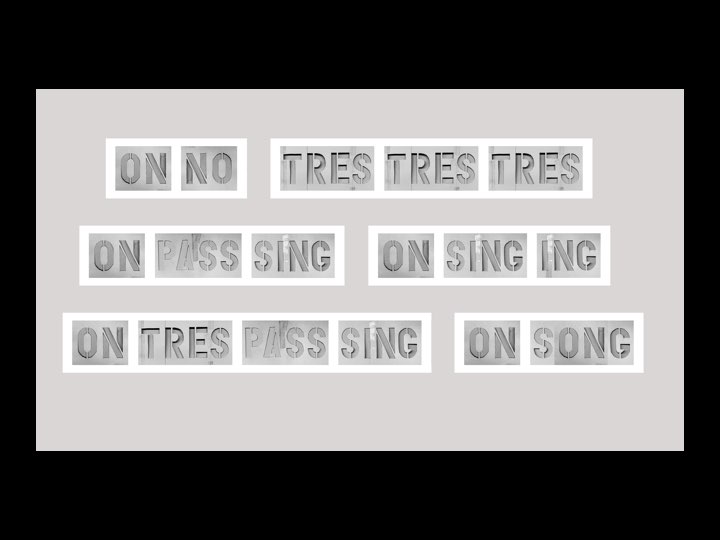 ON NO TRES TRES TRES
ON PASS SING ON SING ING
ON TRES PASS SING ON SONG